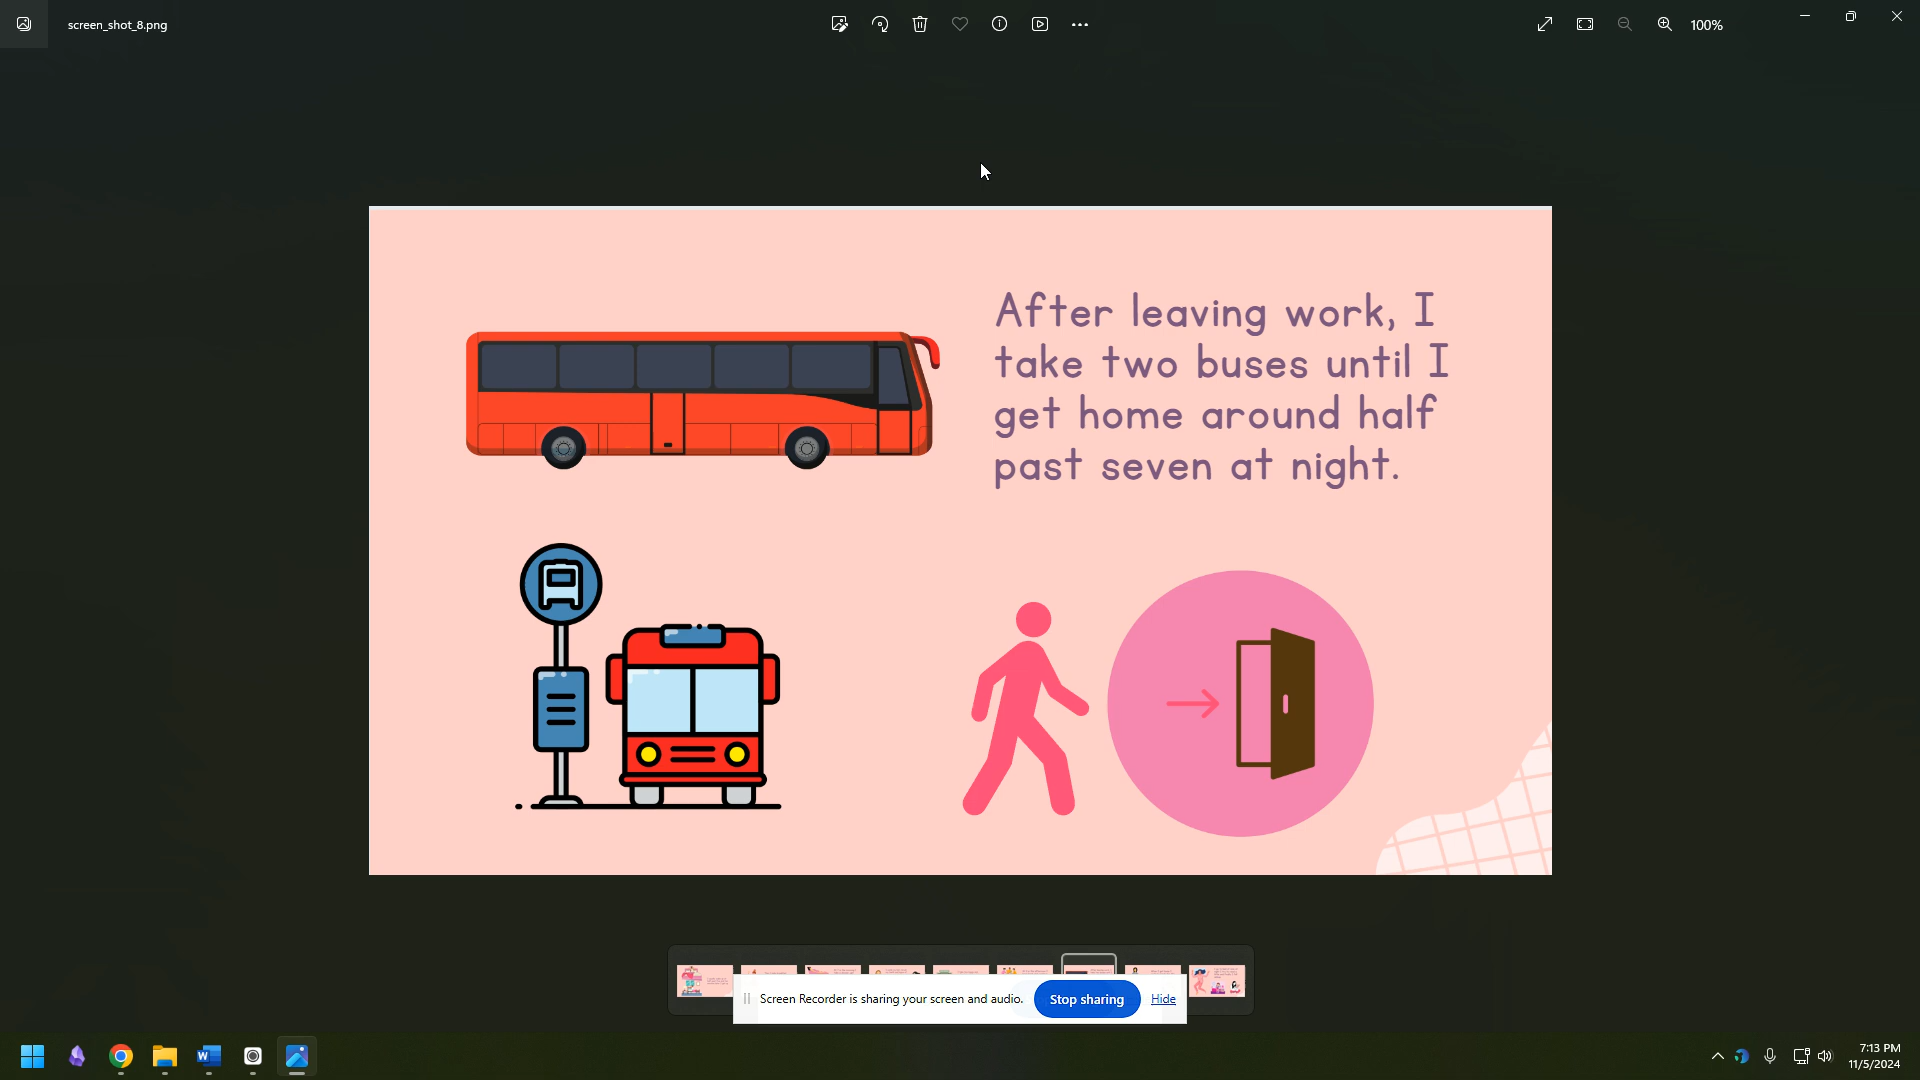 screen_shot_8.png
100%
After leaving work, I
take two buses until I
get home around half
past seven at night.
Screen Recorder is sharing your screen and audio.
Stop sharing
Hide
7:13 PM
11/5/2024